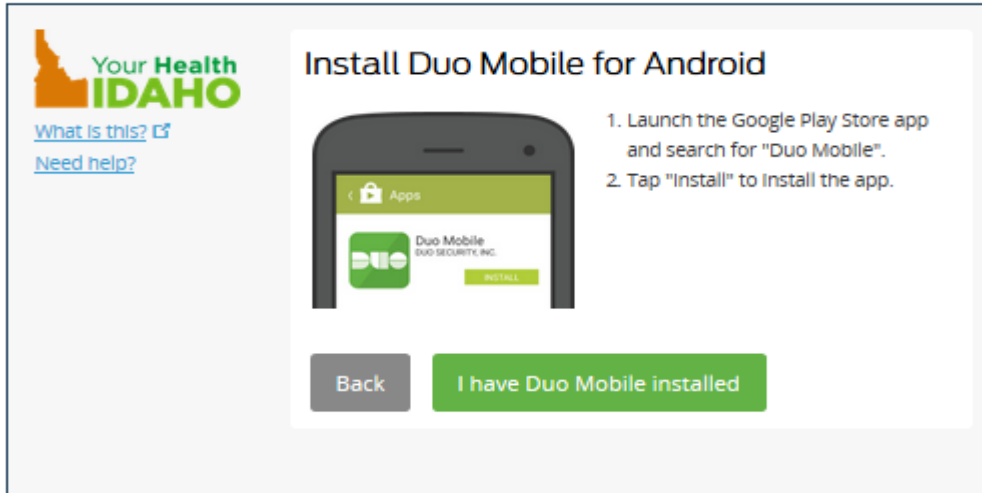 Your Health
IDAHO
What is this?
Need help?
Install Duo Mobile for Android
1. Launch the Google Play Store app
and search for "Duo Mobile".
2. Tap "Install" to install the app.
Apps
Duo Mobile
DUO SECURITY, INC.
DUO
INSTALL
Back
I have Duo Mobile installed